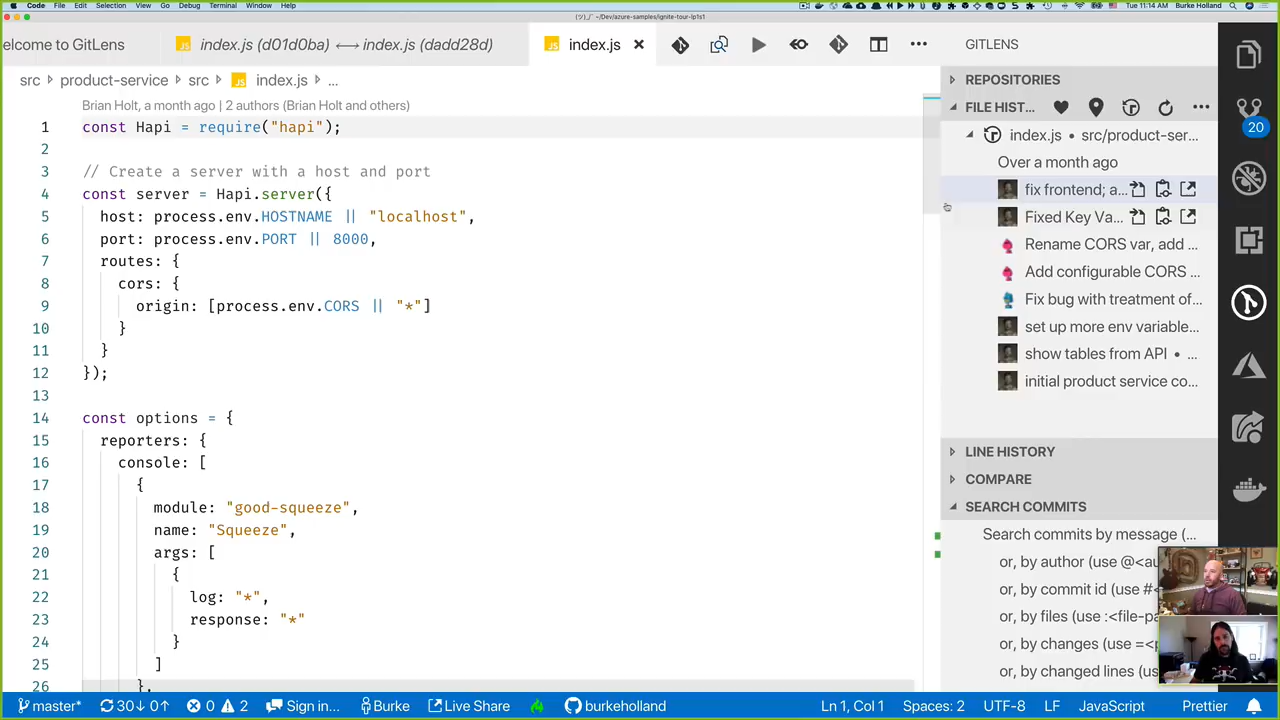 Code File Edit Selection View Go Debug Terminal Window Help Tue 11:14 AM Burke Holland
~/Dev/azure-samples/ignite-tour-lp1s1
elcome to GitLens
index.js (d01d0ba) ⟷ index.js (dadd28d)
index.js
GITLENS
src › product-service › src › index.js › ...
Brian Holt, a month ago | 2 authors (Brian Holt and others)
1 const Hapi = require("hapi");
2
3 // Create a server with a host and port
4 const server = Hapi.server({
5 host: process.env.HOSTNAME || "localhost",
6 port: process.env.PORT || 8000,
7 routes: {
8 cors: {
9 origin: [process.env.CORS || "*"]
10 }
11 }
12 });
13
14 const options = {
15 reporters: {
16 console: [
17 {
18 module: "good-squeeze",
19 name: "Squeeze",
20 args: [
21 {
22 log: "*",
23 response: "*"
24 }
25 ]
26 },
REPOSITORIES
FILE HIST...
index.js • src/product-ser...
Over a month ago
fix frontend; a...
Fixed Key Va...
Rename CORS var, add ...
Add configurable CORS ...
Fix bug with treatment of...
set up more env variable...
show tables from API • ...
initial product service co...
LINE HISTORY
COMPARE
SEARCH COMMITS
Search commits by message (...
or, by author (use @<au
or, by commit id (use #<
or, by files (use :<file-pa
or, by changes (use =<p
or, by changed lines (us
20
master* 30↓ 0↑ 0 2 Sign in... Burke Live Share burkeholland Ln 1, Col 1 Spaces: 2 UTF-8 LF JavaScript Prettier